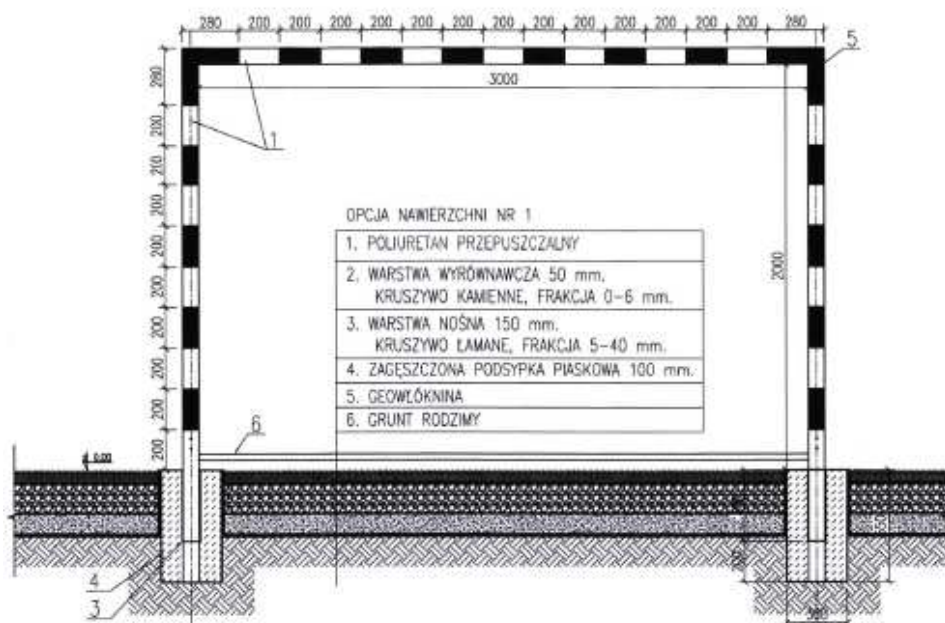 280 200 200 200 200 200 200 200 200 200 200 200 200 200 280
5
3000
280
200
1
200
200
200
200
200
200
200
200
2000
OPCJA NAWIERZCHNI NR 1
1. POLIURETAN PRZEPUSZCZALNY
2. WARSTWA WYRÓWNAWCZA 50 mm.
KRUSZYWO KAMIENNE, FRAKCJA 0-6 mm.
3. WARSTWA NOŚNA 150 mm.
KRUSZYWO ŁAMANE, FRAKCJA 5-40 mm.
4. ZAGĘSZCZONA PODSYPKA PIASKOWA 100 mm.
5. GEOWŁÓKNINA
6. GRUNT RODZIMY
6
0.00
4
3